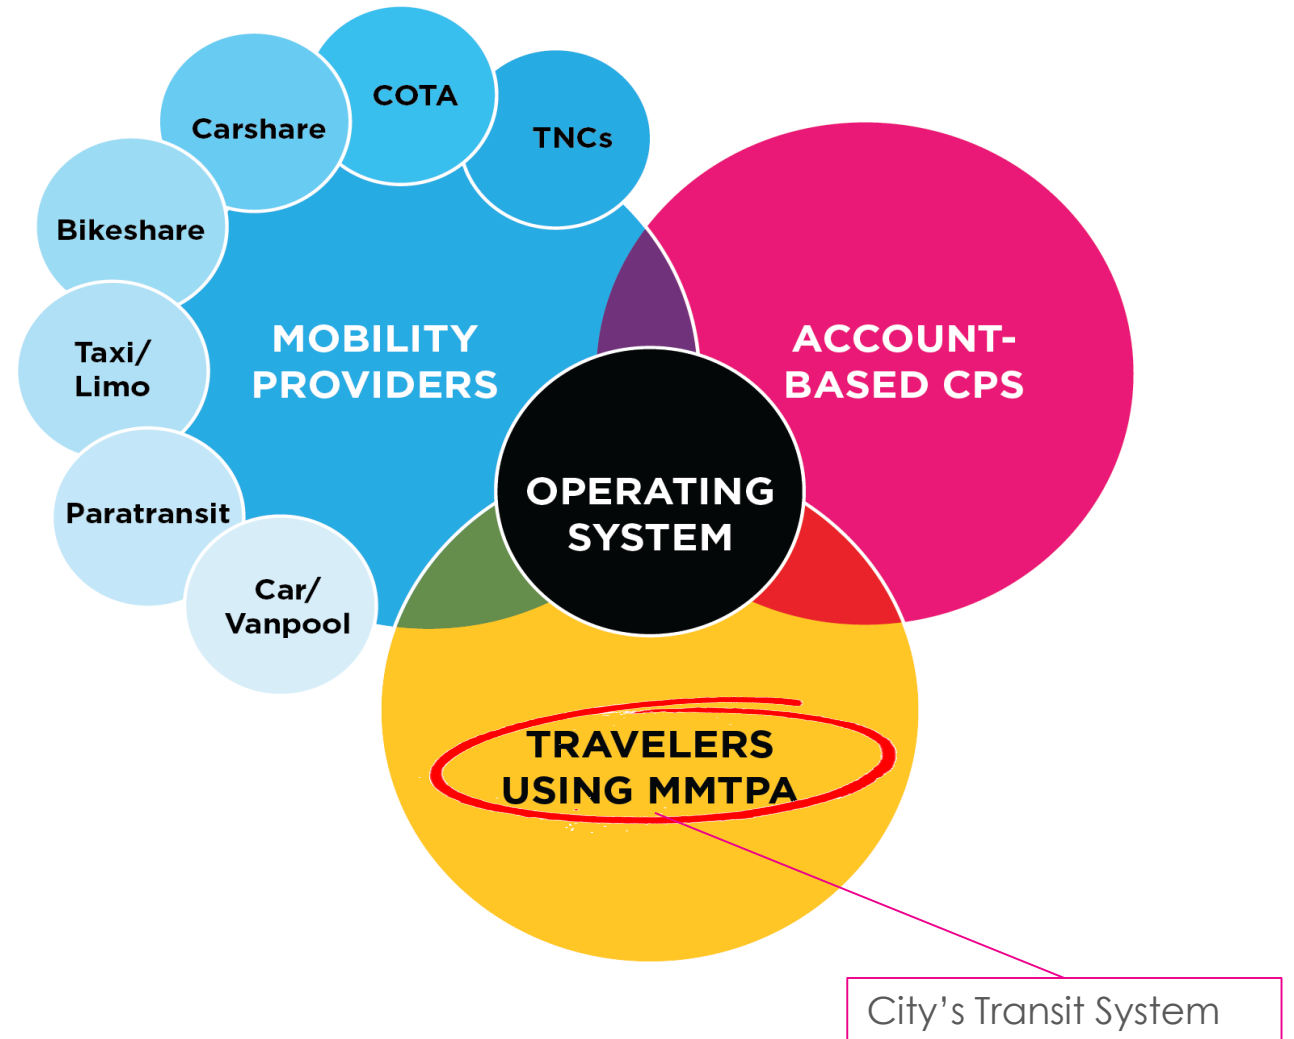 COTA
TNCs
Carshare
Bikeshare
Taxi/
Limo
Paratransit
Car/
Vanpool
MOBILITY
PROVIDERS
ACCOUNT-
BASED CPS
OPERATING
SYSTEM
TRAVELERS
USING MMTPA
City’s Transit System